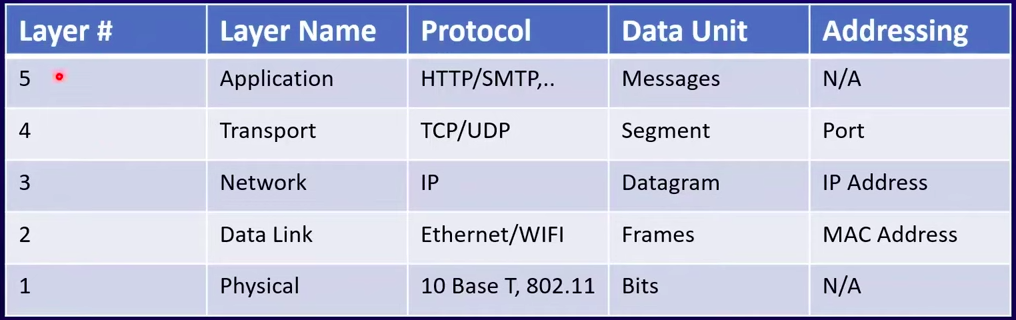 Layer # Layer Name Protocol Data Unit Addressing
5 Application HTTP/SMTP,.. Messages N/A
4 Transport TCP/UDP Segment Port
3 Network IP Datagram IP Address
2 Data Link Ethernet/WIFI Frames MAC Address
1 Physical 10 Base T, 802.11 Bits N/A